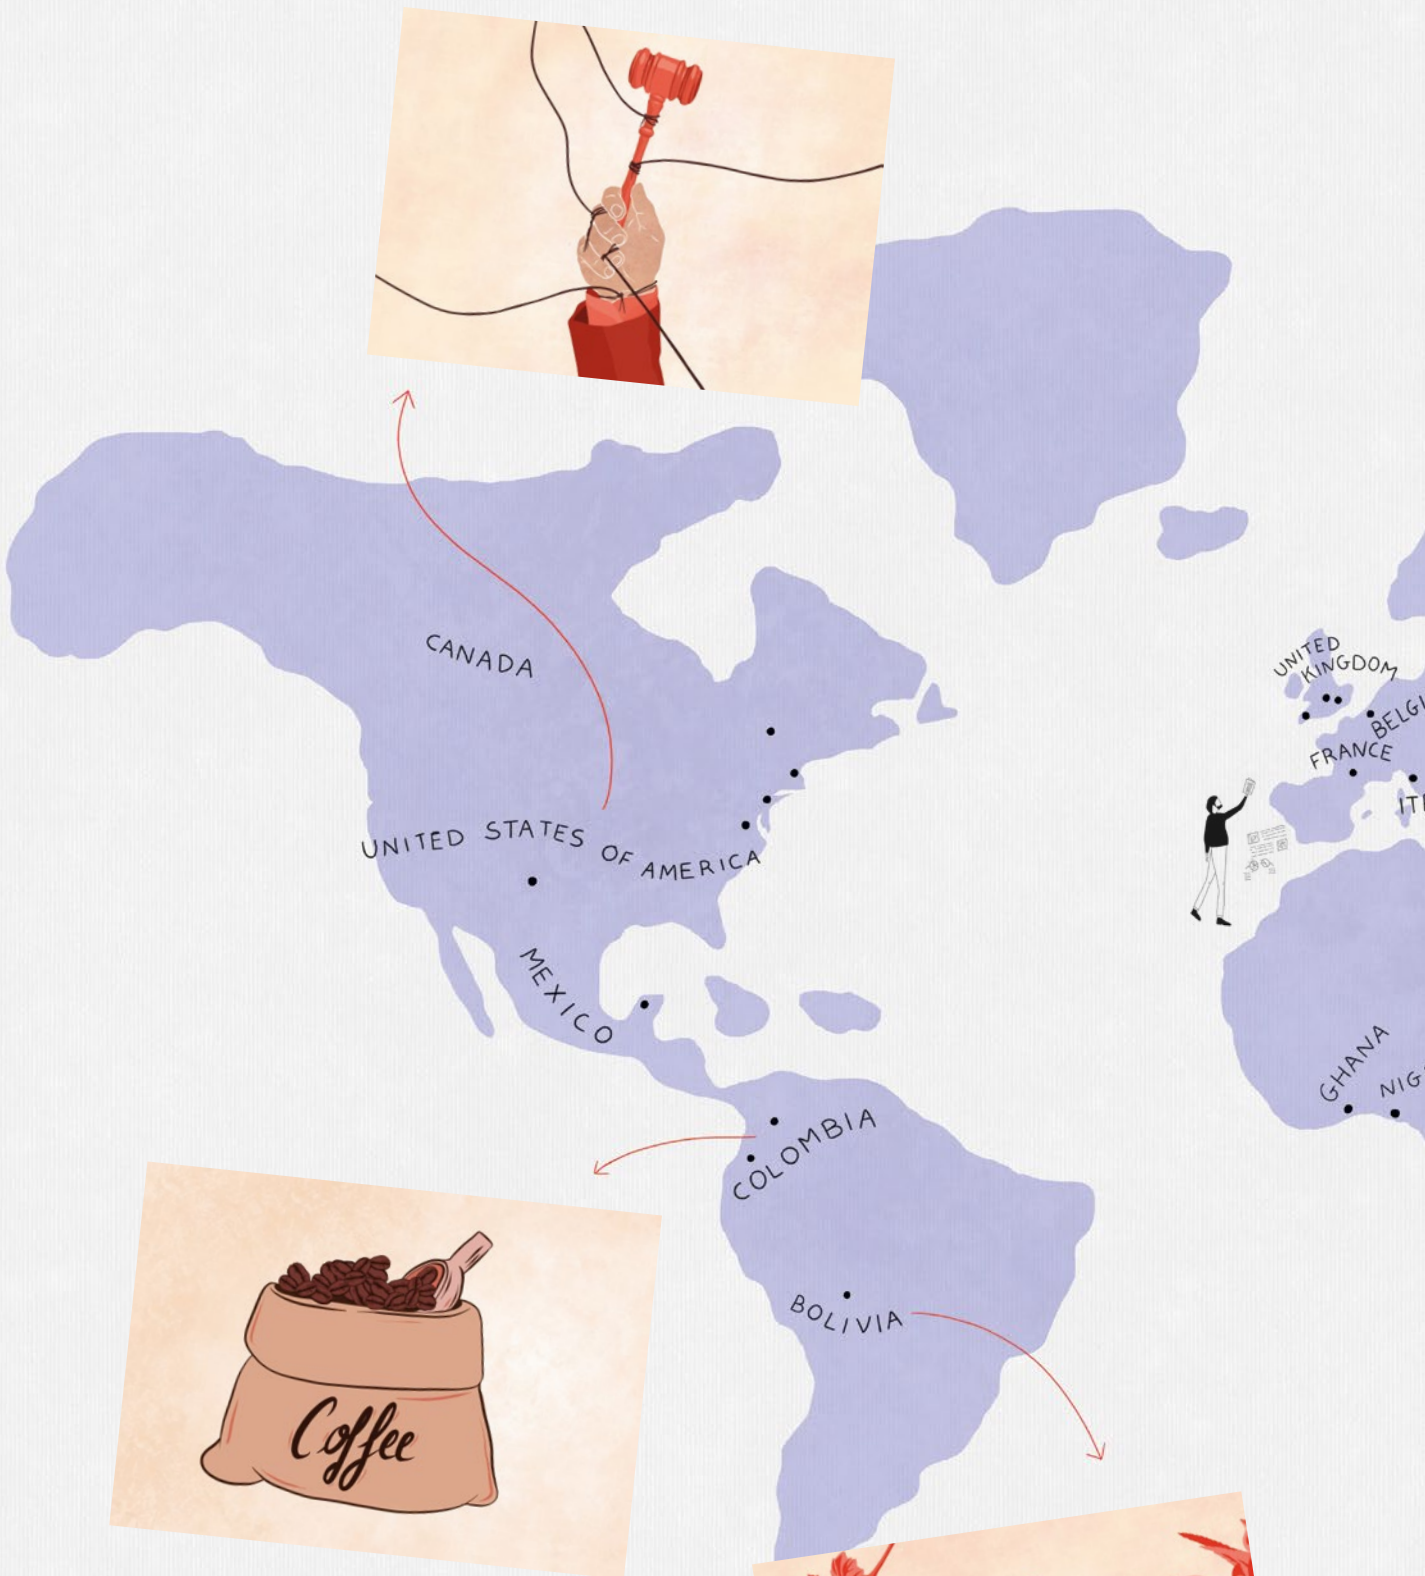 CANADA
UNITED
KINGDOM
FRANCE
UNITED STATES OF AMERICA
MEXICO
GHANA
COLOMBIA
BOLIVIA
Coffee